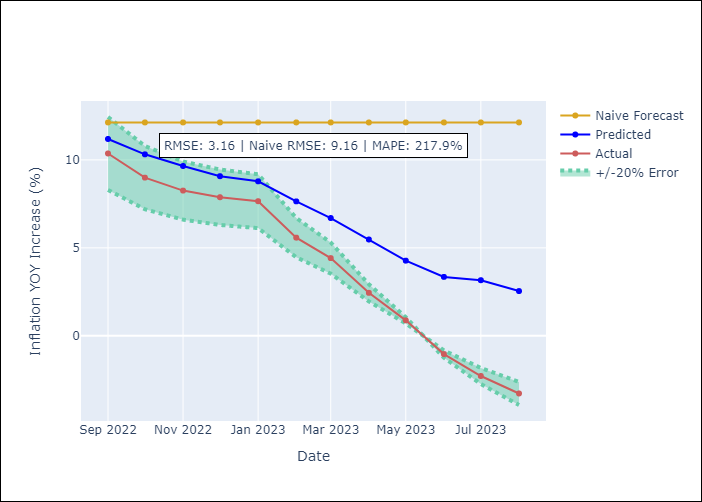 Naive Forecast
Predicted
Actual
+/-20% Error
RMSE: 3.16 | Naive RMSE: 9.16 | MAPE: 217.9%
Inflation YOY Increase (%)
10
5
0
Sep 2022
Nov 2022
Jan 2023
Mar 2023
May 2023
Jul 2023
Date